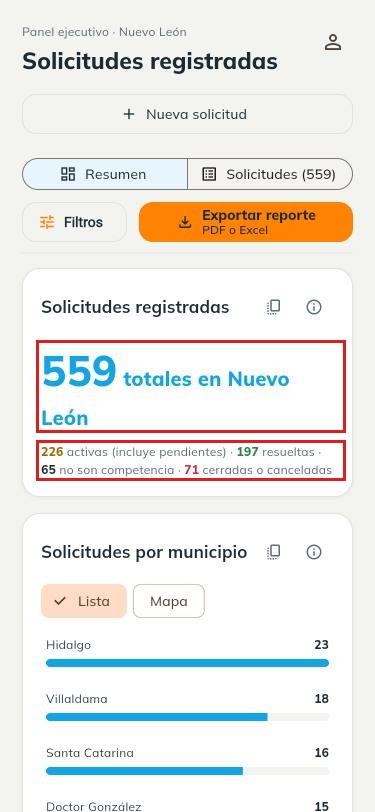 Panel ejecutivo · Nuevo León
Solicitudes registradas
+ Nueva solicitud
Resumen
Solicitudes (559)
Filtros
Exportar reporte
PDF o Excel
Solicitudes registradas
559 totales en Nuevo
León
226 activas (incluye pendientes) · 197 resueltas ·
65 no son competencia · 71 cerradas o canceladas
Solicitudes por municipio
Lista
Mapa
Hidalgo 23
Villaldama 18
Santa Catarina 16
Doctor González 15